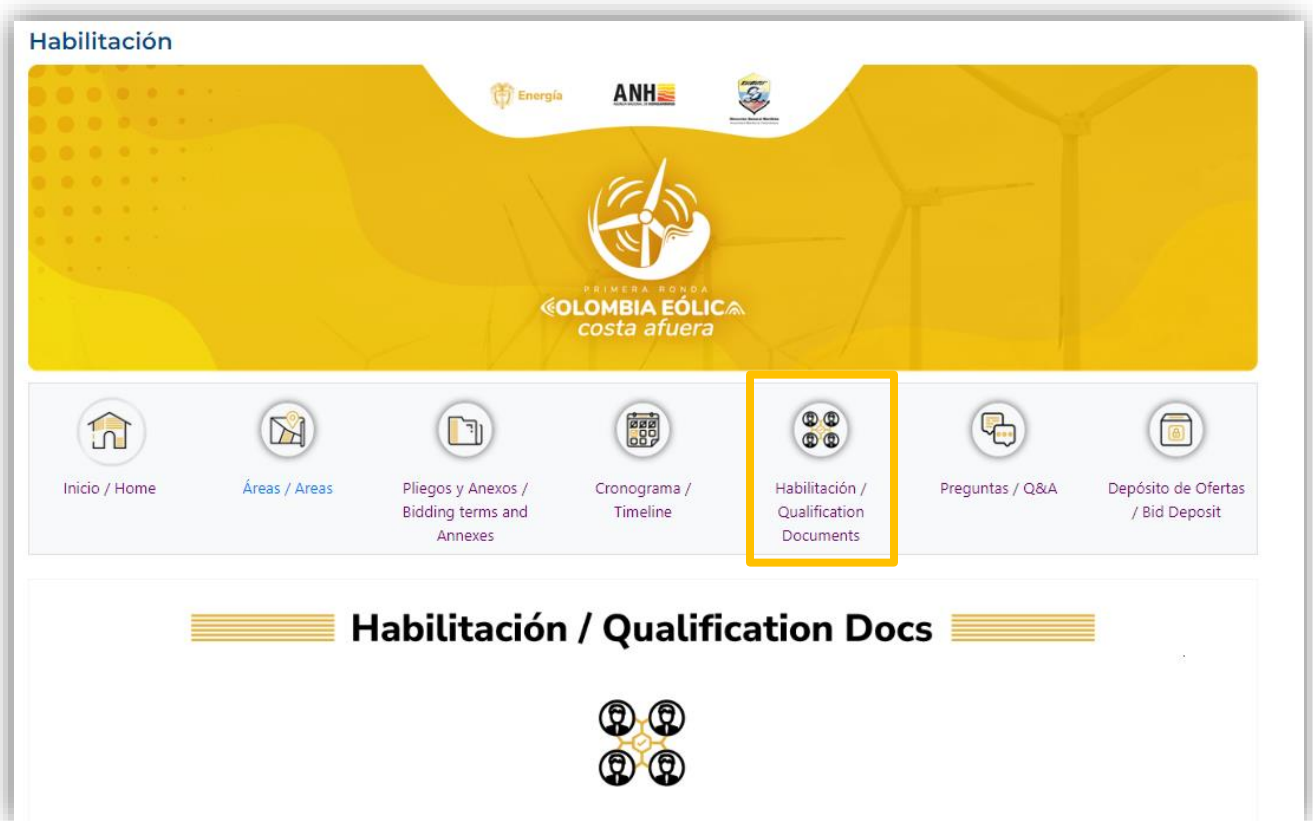 Habilitación
Energía
ANH
PRIMERA RONDA
COLOMBIA EÓLICA
costa afuera
Inicio / Home
Áreas / Areas
Pliegos y Anexos /
Bidding terms and
Annexes
Cronograma /
Timeline
Habilitación /
Qualification
Documents
Preguntas / Q&A
Depósito de Ofertas
/ Bid Deposit
Habilitación / Qualification Docs